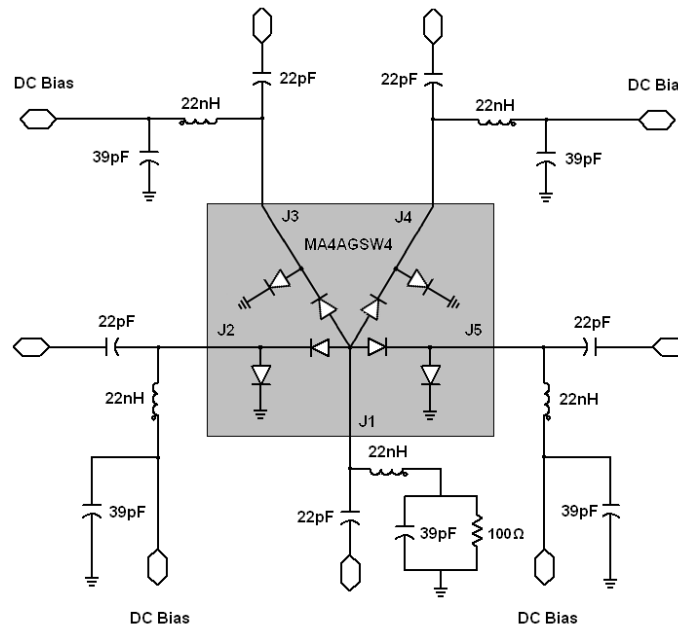 22pF
22pF
DC Bias
22nH
22nH
DC Bia
39pF
39pF
J3
J4
MA4AGSW4
22pF
J2
J5
22pF
22nH
22nH
J1
22nH
22pF
39pF
39pF
100Ω
39pF
DC Bias
DC Bias